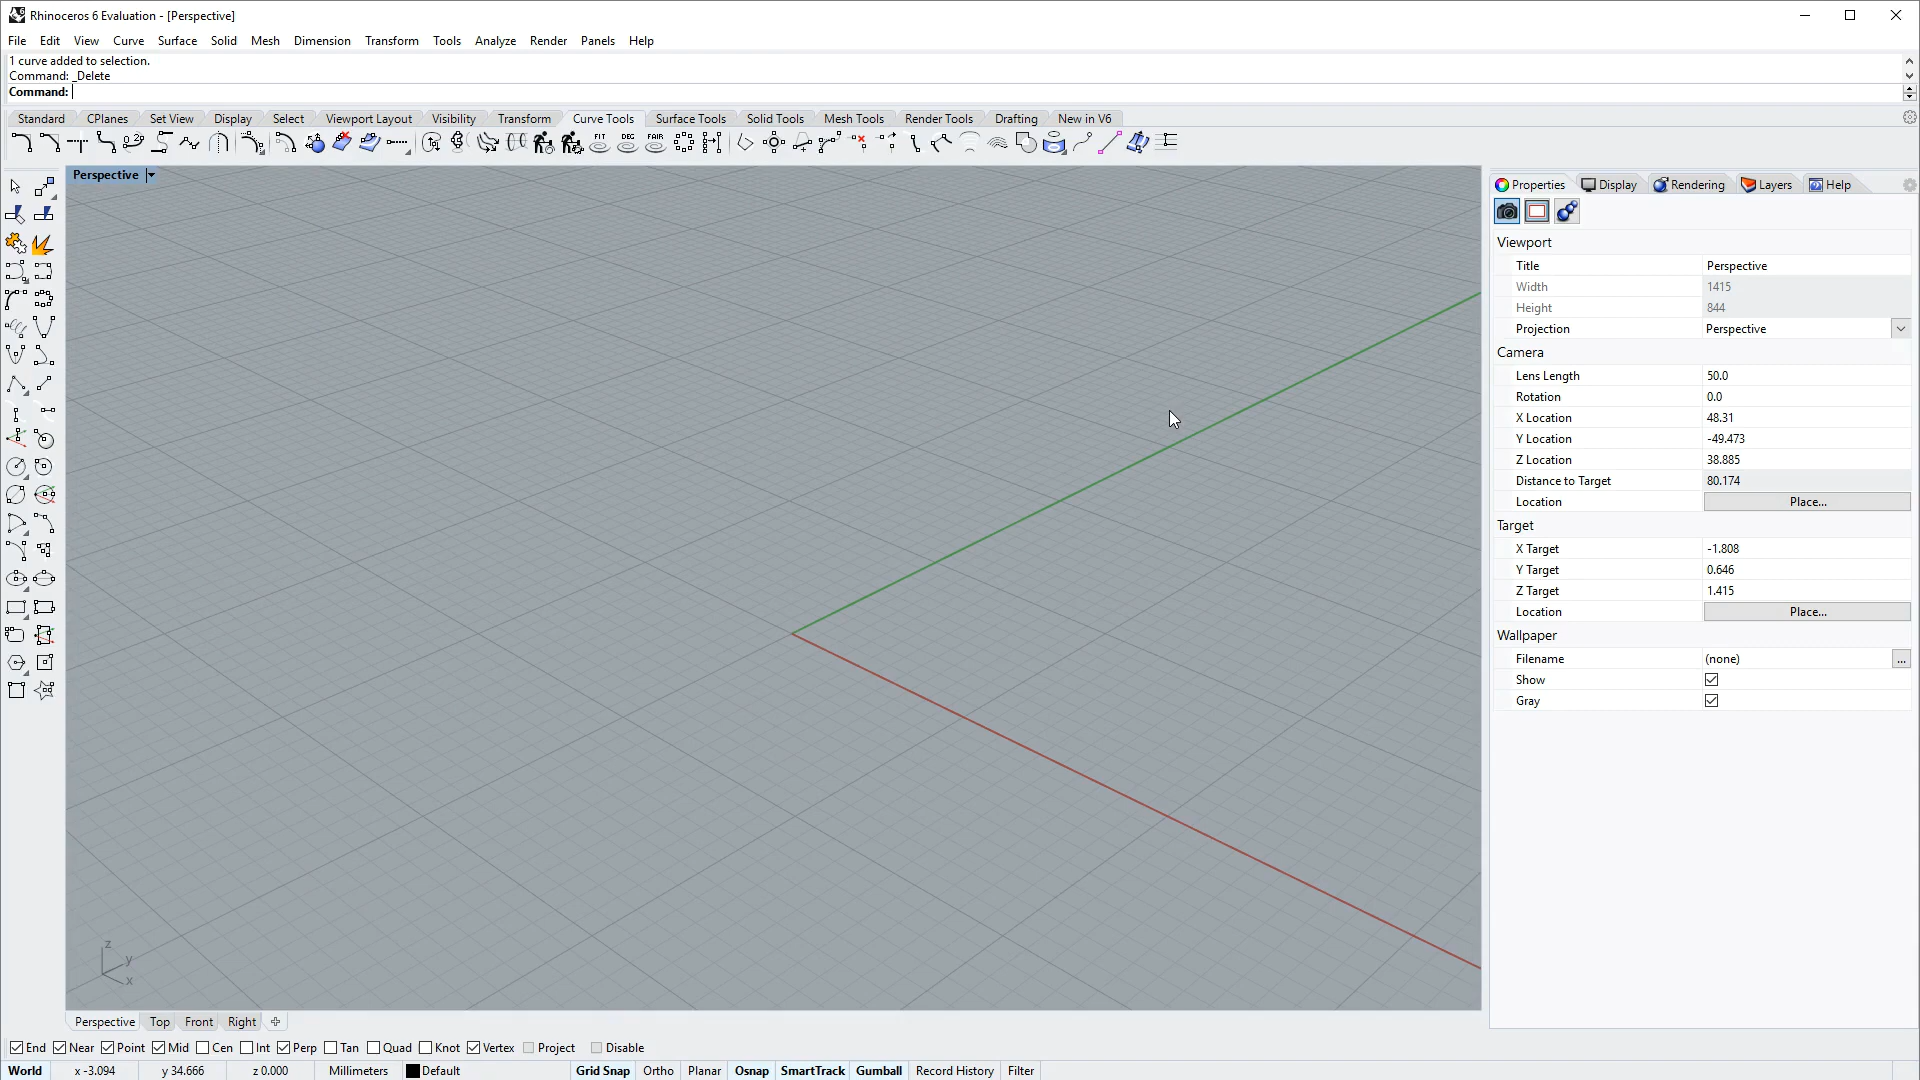 Rhinoceros 6 Evaluation - [Perspective]
File Edit View Curve Surface Solid Mesh Dimension Transform Tools Analyze Render Panels Help
1 curve added to selection.
Command: _Delete
Command:
Standard CPlanes Set View Display Select Viewport Layout Visibility Transform Curve Tools Surface Tools Solid Tools Mesh Tools Render Tools Drafting New in V6
FIT DEG FAIR
Perspective
Properties Display Rendering Layers Help
Viewport
Title Perspective
Width 1415
Height 844
Projection Perspective
Camera
Lens Length 50.0
Rotation 0.0
X Location 48.31
Y Location -49.473
Z Location 38.885
Distance to Target 80.174
Location Place...
Target
X Target -1.808
Y Target 0.646
Z Target 1.415
Location Place...
Wallpaper
Filename (none) ...
Show
Gray
z
y
x
Perspective Top Front Right
End Near Point Mid Cen Int Perp Tan Quad Knot Vertex Project Disable
World x -3.094 y 34.666 z 0.000 Millimeters Default Grid Snap Ortho Planar Osnap SmartTrack Gumball Record History Filter